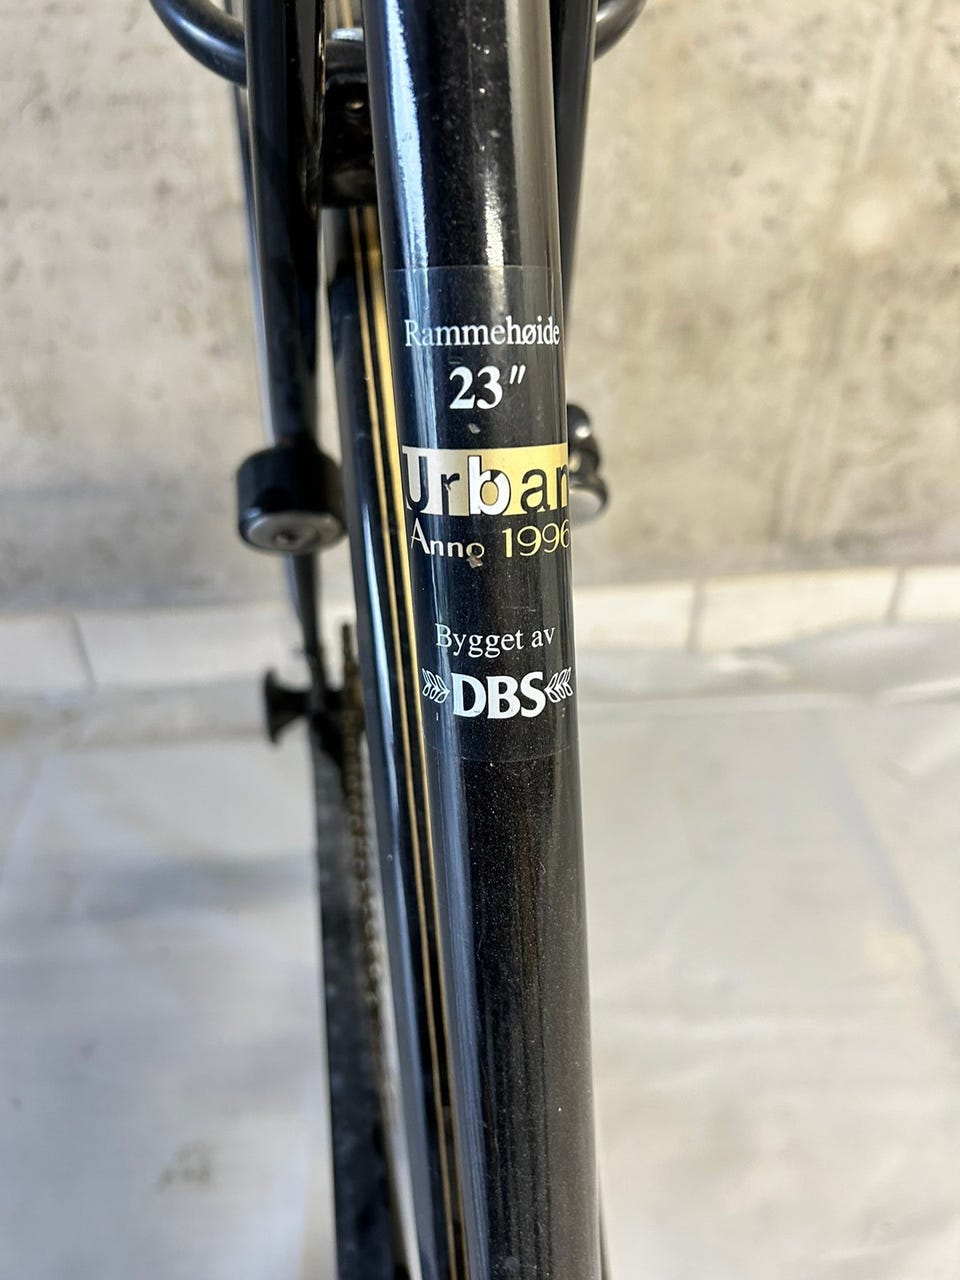 Rammehøide
23"
Urban
Anno 1996
Bygget av
DBS